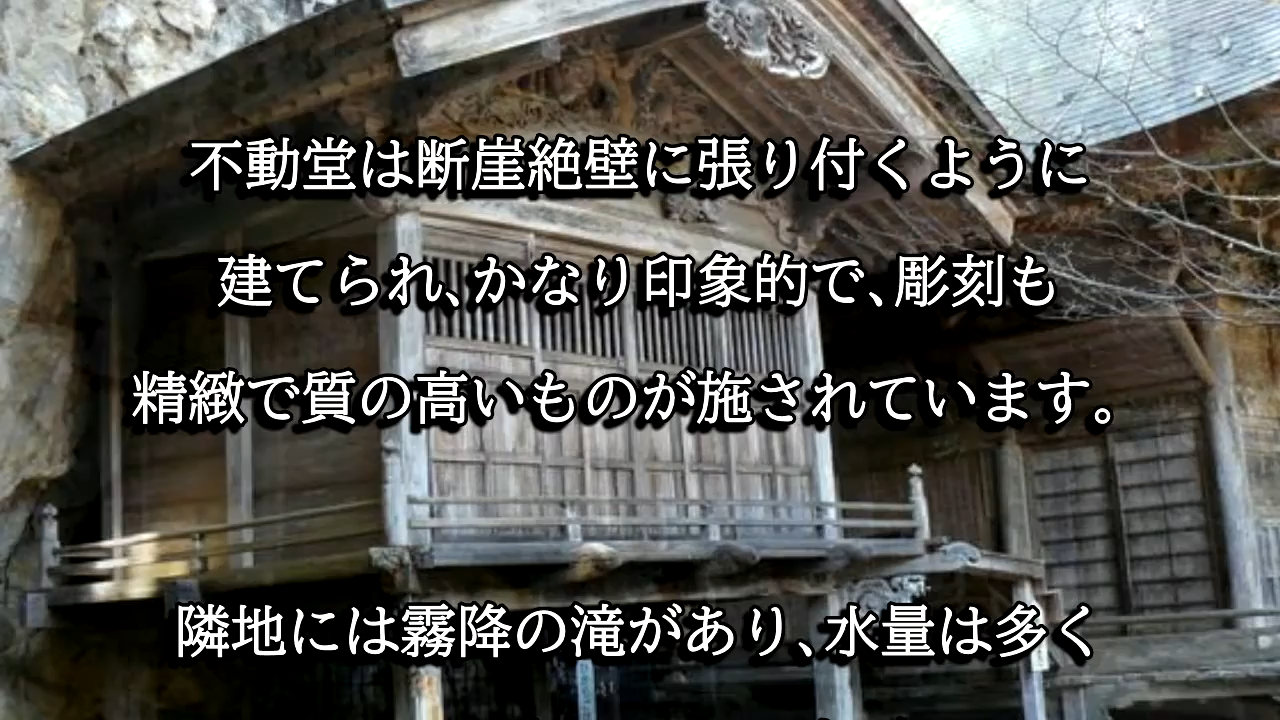 不動堂は断崖絶壁に張り付くように
建てられ、かなり印象的で、彫刻も
精緻で質の高いものが施されています。
隣地には霧降の滝があり、水量は多く